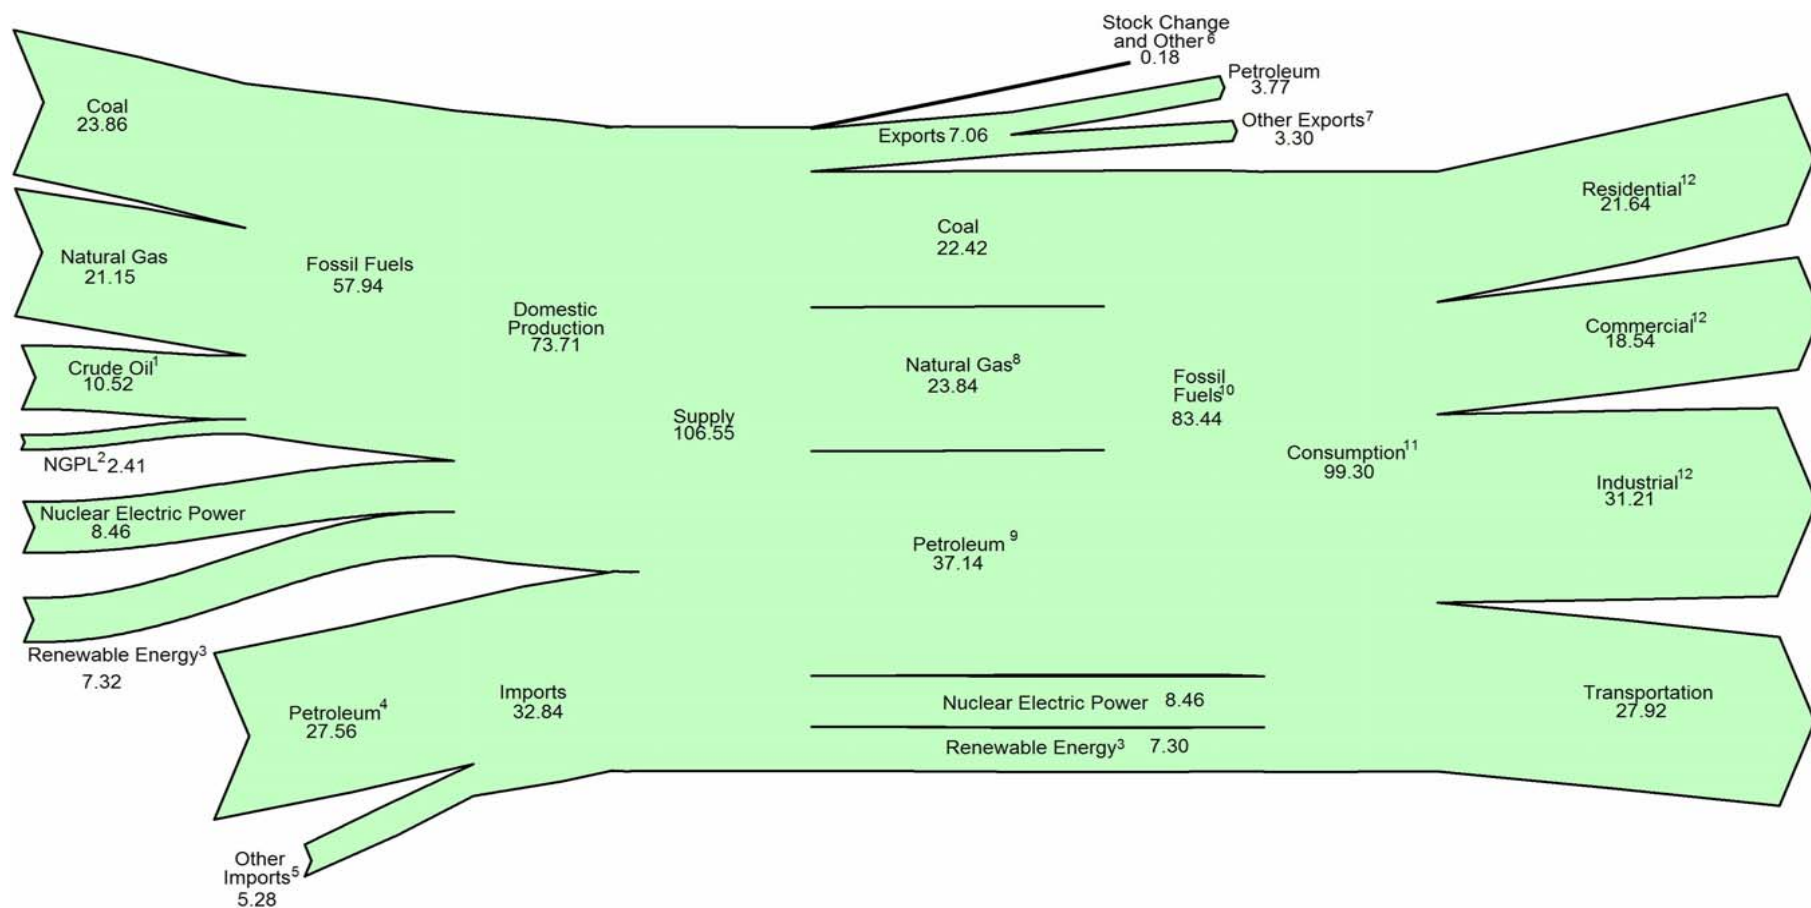 Stock Change
and Other⁶
0.18
Petroleum
3.77
Other Exports⁷
3.30
Exports 7.06
Coal
23.86
Natural Gas
21.15
Crude Oil¹
10.52
NGPL² 2.41
Nuclear Electric Power
8.46
Renewable Energy³
7.32
Fossil Fuels
57.94
Domestic
Production
73.71
Petroleum⁴
27.56
Other
Imports⁵
5.28
Imports
32.84
Supply
106.55
Coal
22.42
Natural Gas⁸
23.84
Petroleum ⁹
37.14
Nuclear Electric Power 8.46
Renewable Energy³ 7.30
Fossil
Fuels¹⁰
83.44
Consumption¹¹
99.30
Residential¹²
21.64
Commercial¹²
18.54
Industrial¹²
31.21
Transportation
27.92